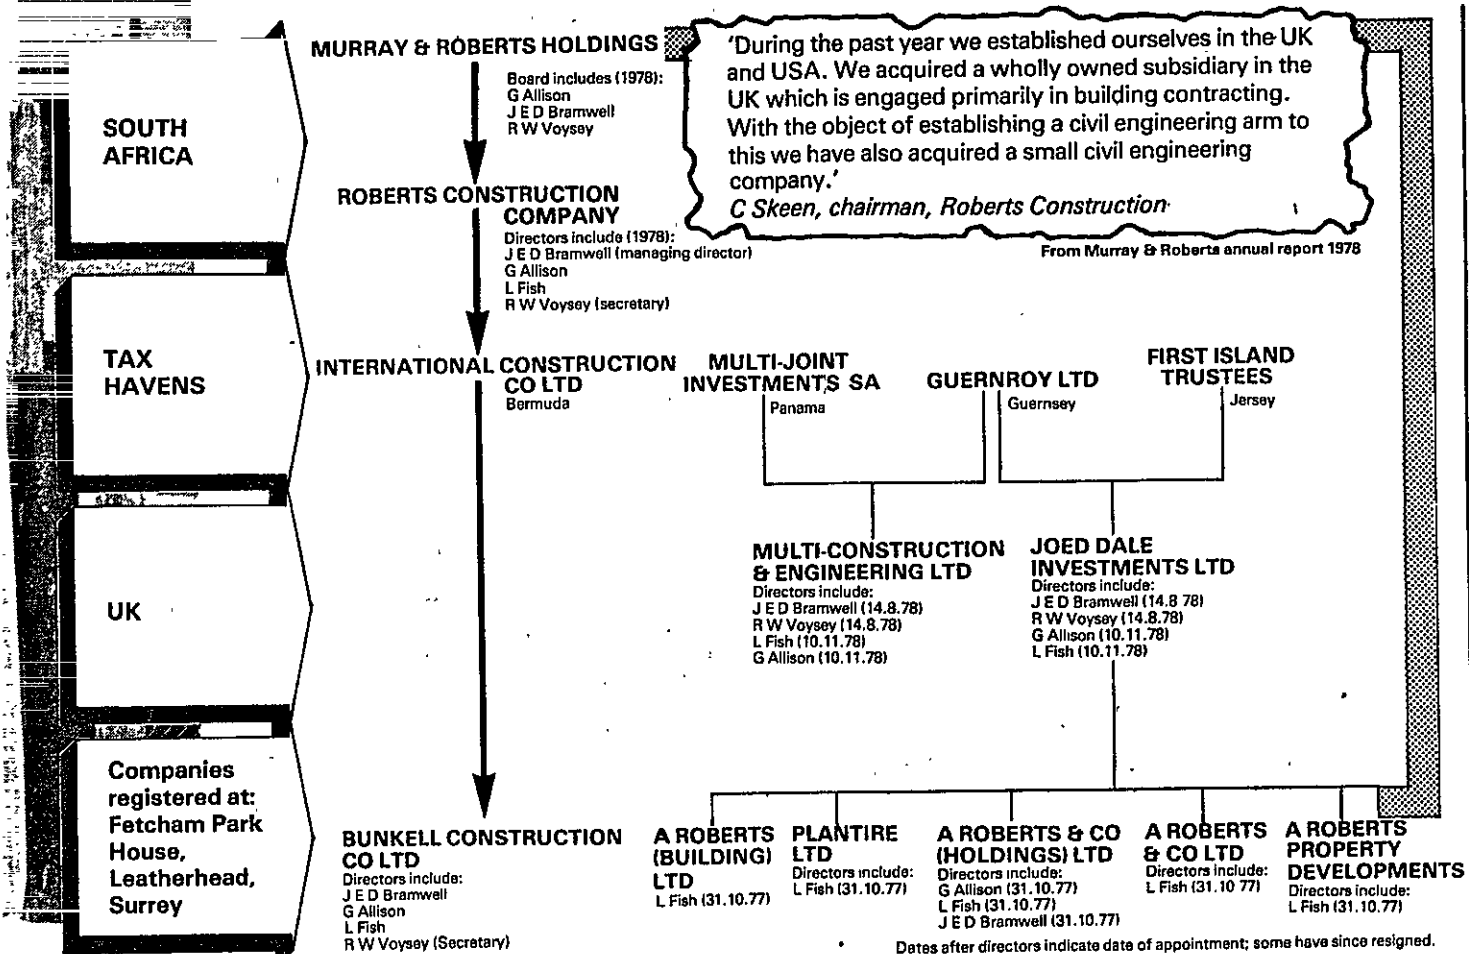 SOUTH
AFRICA
TAX
HAVENS
UK
Companies
registered at:
Fetcham Park
House,
Leatherhead,
Surrey
MURRAY & ROBERTS HOLDINGS
Board includes (1978):
G Allison
J E D Bramwell
R W Voysey
ROBERTS CONSTRUCTION
COMPANY
Directors include (1978):
J E D Bramwell (managing director)
G Allison
L Fish
R W Voysey (secretary)
'During the past year we established ourselves in the UK
and USA. We acquired a wholly owned subsidiary in the
UK which is engaged primarily in building contracting.
With the object of establishing a civil engineering arm to
this we have also acquired a small civil engineering
company.'
C Skeen, chairman, Roberts Construction
From Murray & Roberts annual report 1978
INTERNATIONAL CONSTRUCTION
CO LTD
Bermuda
MULTI-JOINT
INVESTMENTS SA
Panama
GUERNROY LTD
Guernsey
FIRST ISLAND
TRUSTEES
Jersey
MULTI-CONSTRUCTION
& ENGINEERING LTD
Directors include:
J E D Bramwell (14.8.78)
R W Voysey (14.8.78)
L Fish (10.11.78)
G Allison (10.11.78)
JOED DALE
INVESTMENTS LTD
Directors include:
J E D Bramwell (14.8 78)
R W Voysey (14.8.78)
G Allison (10.11.78)
L Fish (10.11.78)
BUNKELL CONSTRUCTION
CO LTD
Directors include:
J E D Bramwell
G Allison
L Fish
R W Voysey (Secretary)
A ROBERTS
(BUILDING)
LTD
L Fish (31.10.77)
PLANTIRE
LTD
Directors include:
L Fish (31.10.77)
A ROBERTS & CO
(HOLDINGS) LTD
Directors include:
G Allison (31.10.77)
L Fish (31.10.77)
J E D Bramwell (31.10.77)
A ROBERTS
& CO LTD
Directors include:
L Fish (31.10 77)
A ROBERTS
PROPERTY
DEVELOPMENTS
Directors include:
L Fish (31.10.77)
Dates after directors indicate date of appointment; some have since resigned.